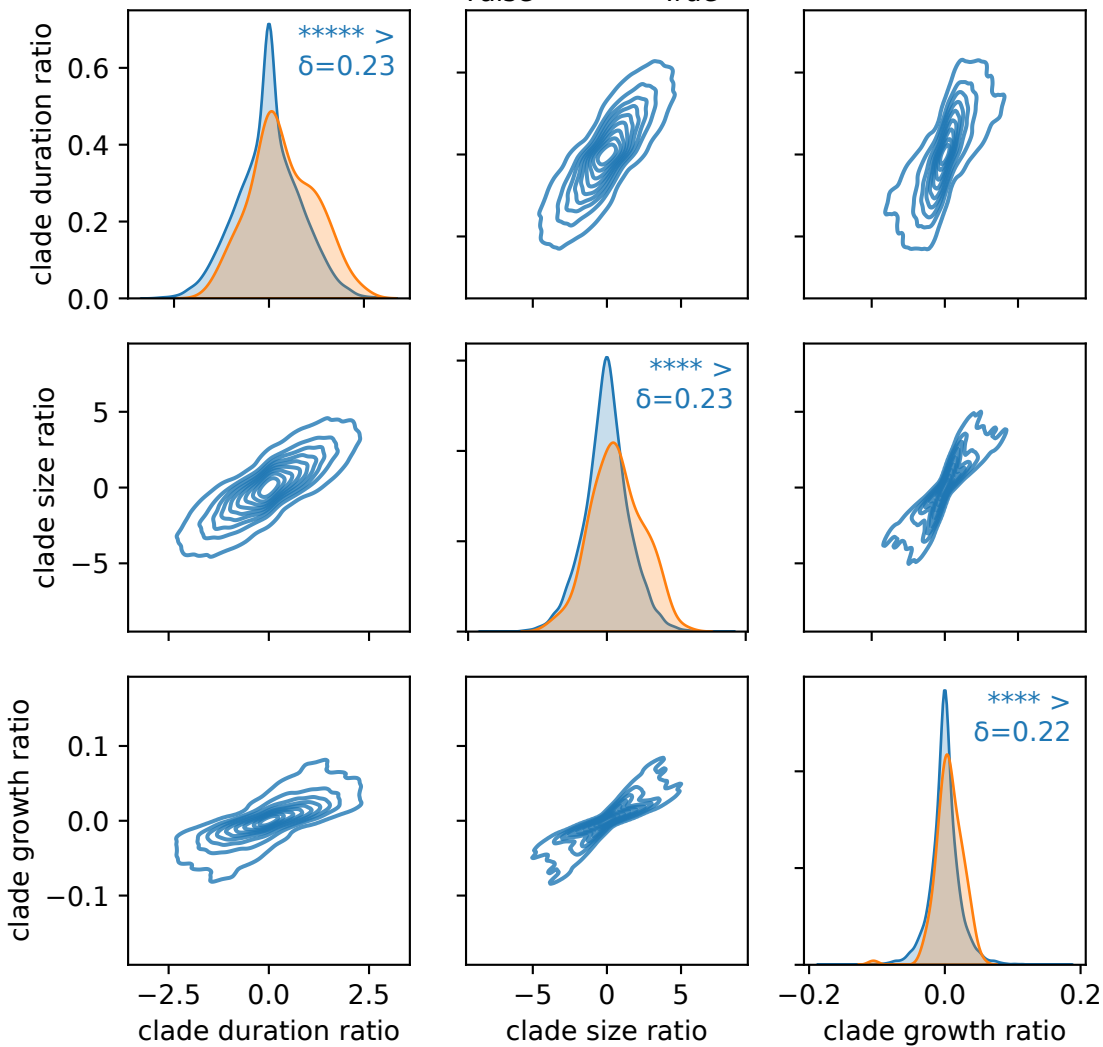 ***** >
δ=0.23
clade duration ratio
0.6
0.4
0.2
0.0
**** >
δ=0.23
clade size ratio
5
0
−5
**** >
δ=0.22
clade growth ratio
0.1
0.0
−0.1
−2.5 0.0 2.5
−5 0 5
−0.2 0.0 0.2
clade duration ratio
clade size ratio
clade growth ratio